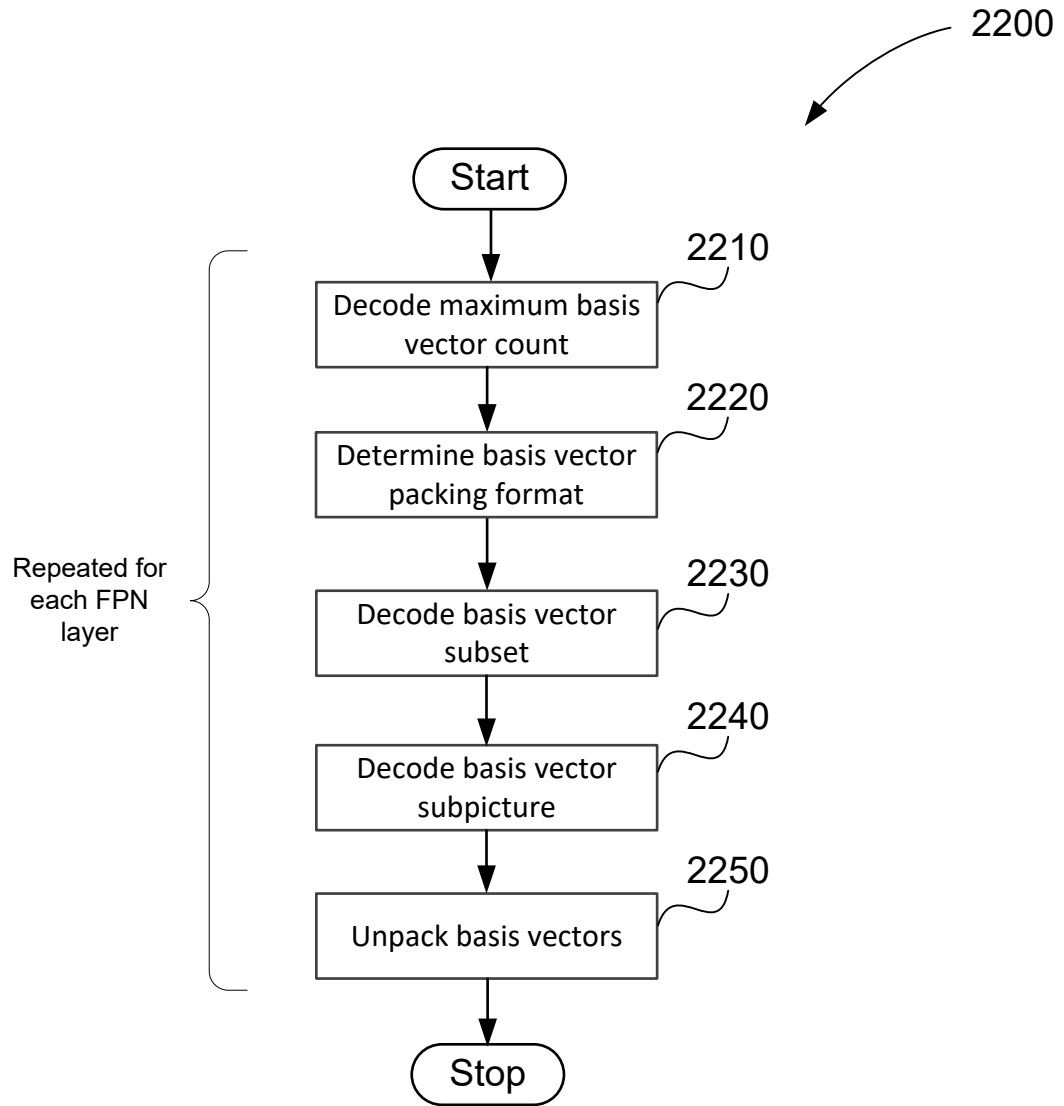 2200
Start
2210
Decode maximum basis
vector count
2220
Determine basis vector
packing format
Repeated for
each FPN
layer
2230
Decode basis vector
subset
2240
Decode basis vector
subpicture
2250
Unpack basis vectors
Stop